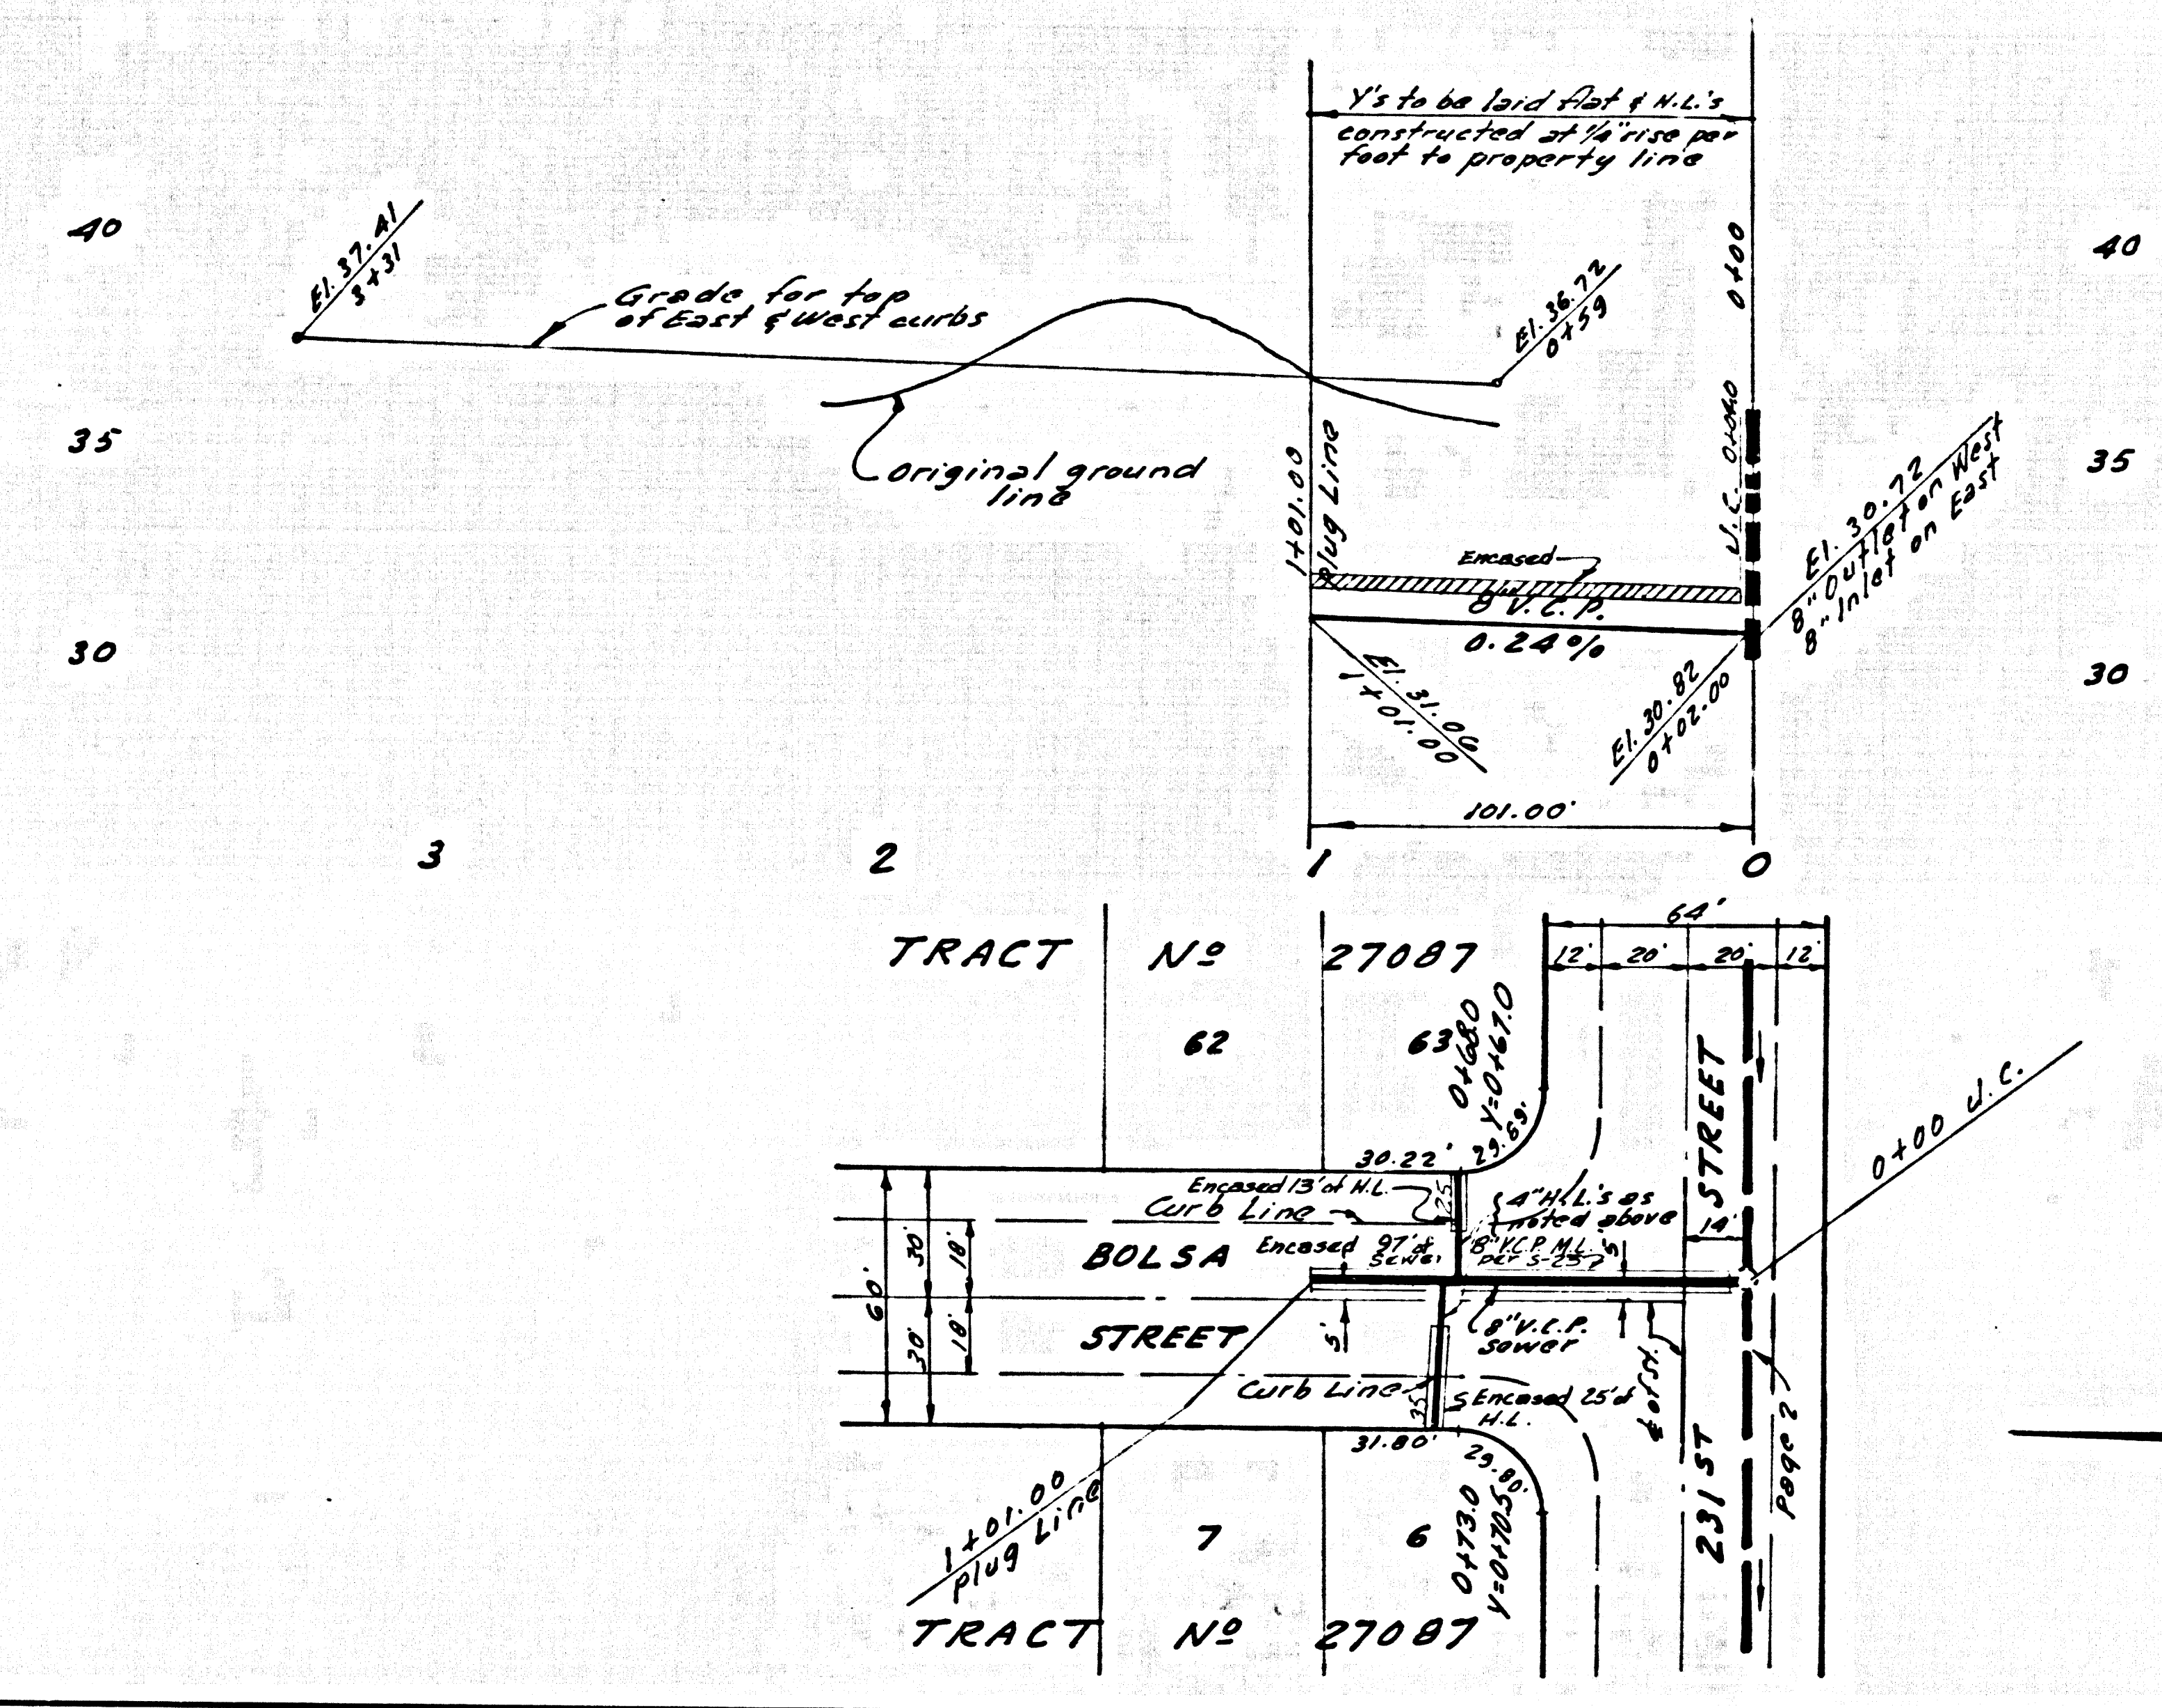 Y's to be laid flat & H.L.'s
constructed at 1/4" rise per
foot to property line
40
El. 37.41
3+31
Grade for top
of East & West curbs
El. 36.72
0+59
0+00
40
35
Original ground
line
1+01.00
Plug Line
J.C.
35
El. 30.72
8" Outlet on West
8" Inlet on East
Encased
8" V.C.P.
0.24%
30
El. 31.06
1+01.00
El. 30.82
0+02.00
30
101.00'
3
2
1
0
64'
12'
20'
20'
12'
TRACT Nº 27087
62
63
0+68.0
Y=0+67.0
29.69'
30.22'
Encased 13' of H.L.
25
Curb Line
4" H.L.'s as
noted above
14'
STREET
0+00 J.C.
BOLSA
Encased 97' of
Sewer
8" V.C.P. M.L.
per S-257
5'
60'
30'
18'
30'
18'
STREET
5'
8" V.C.P.
Sewer
Curb Line
Encased 25' of
H.L.
¢ of St.
31.80'
29.80'
0+73.0
Y=0+70.5
231 ST
Page 2
1+01.00
Plug Line
7
6
TRACT Nº 27087